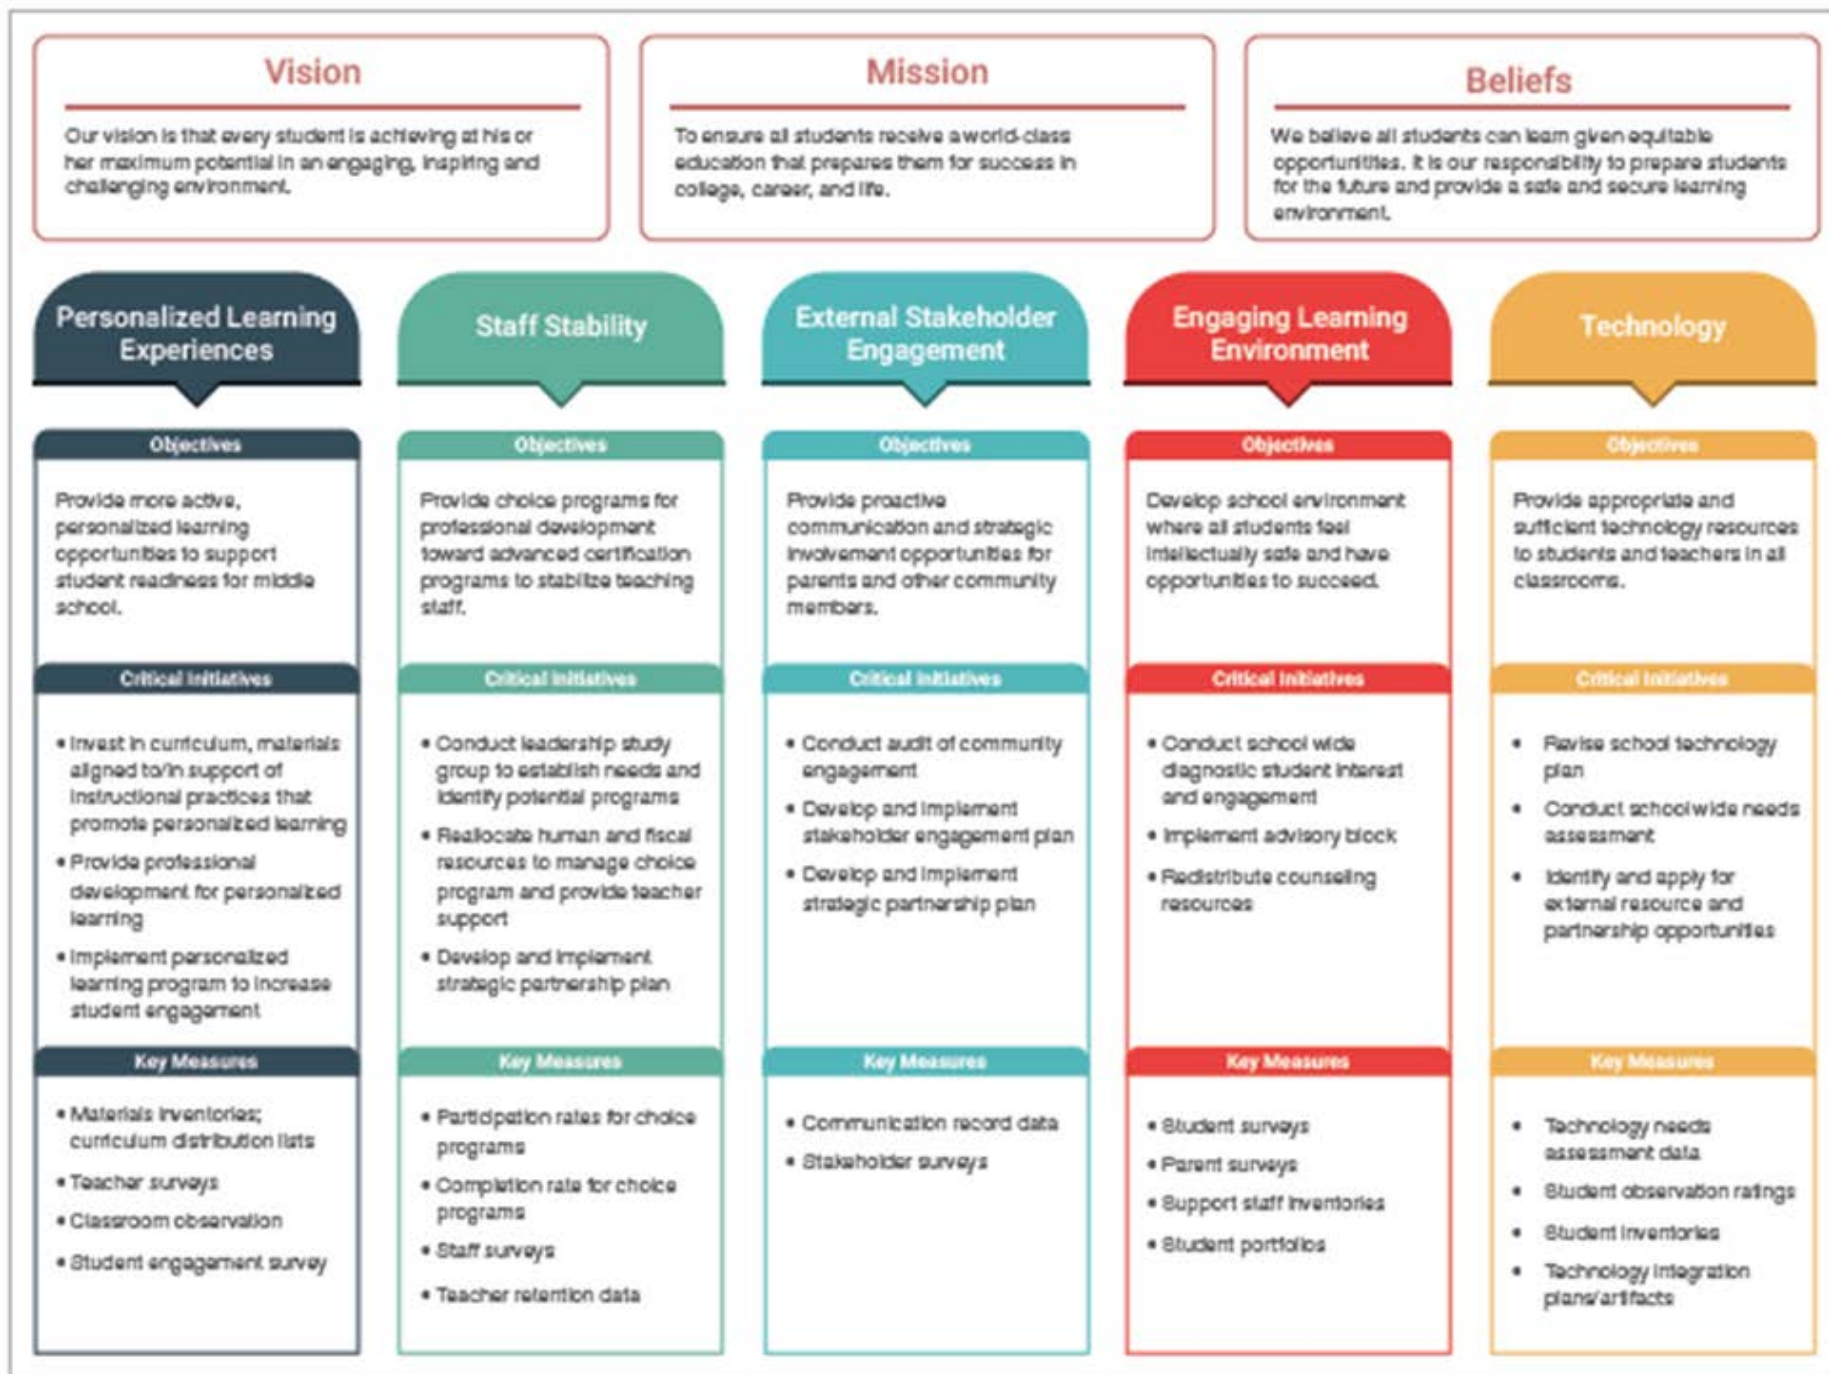 Vision
Our vision is that every student is achieving at his or
her maximum potential in an engaging, inspiring and
challenging environment.
Mission
To ensure all students receive a world-class
education that prepares them for success in
college, career, and life.
Beliefs
We believe all students can learn given equitable
opportunities. It is our responsibility to prepare students
for the future and provide a safe and secure learning
environment.
Personalized Learning
Experiences
Objectives
Provide more active,
personalized learning
opportunities to support
student readiness for middle
school.
Critical Initiatives
• Invest in curriculum, materials
aligned to/in support of
instructional practices that
promote personalized learning
• Provide professional
development for personalized
learning
• Implement personalized
learning program to increase
student engagement
Key Measures
• Materials inventories;
curriculum distribution lists
• Teacher surveys
• Classroom observation
• Student engagement survey
Staff Stability
Objectives
Provide choice programs for
professional development
toward advanced certification
programs to stabilize teaching
staff.
Critical Initiatives
• Conduct leadership study
group to establish needs and
identify potential programs
• Reallocate human and fiscal
resources to manage choice
program and provide teacher
support
• Develop and implement
strategic partnership plan
Key Measures
• Participation rates for choice
programs
• Completion rate for choice
programs
• Staff surveys
• Teacher retention data
External Stakeholder
Engagement
Objectives
Provide proactive
communication and strategic
involvement opportunities for
parents and other community
members.
Critical Initiatives
• Conduct audit of community
engagement
• Develop and implement
stakeholder engagement plan
• Develop and implement
strategic partnership plan
Key Measures
• Communication record data
• Stakeholder surveys
Engaging Learning
Environment
Objectives
Develop school environment
where all students feel
intellectually safe and have
opportunities to succeed.
Critical Initiatives
• Conduct school wide
diagnostic student interest
and engagement
• Implement advisory block
• Redistribute counseling
resources
Key Measures
• Student surveys
• Parent surveys
• Support staff inventories
• Student portfolios
Technology
Objectives
Provide appropriate and
sufficient technology resources
to students and teachers in all
classrooms.
Critical Initiatives
• Revise school technology
plan
• Conduct school wide needs
assessment
• Identify and apply for
external resource and
partnership opportunities
Key Measures
• Technology needs
assessment data
• Student observation ratings
• Student inventories
• Technology integration
plans/artifacts